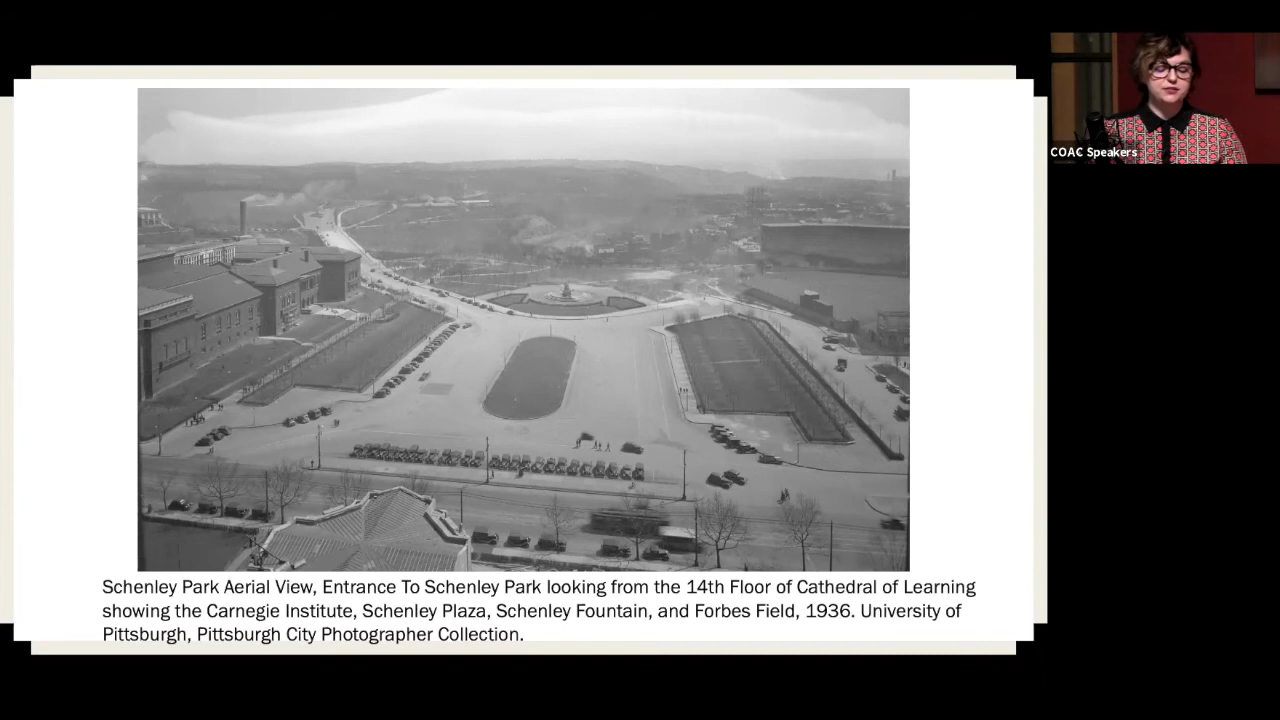 COAC Speakers
Schenley Park Aerial View, Entrance To Schenley Park looking from the 14th Floor of Cathedral of Learning
showing the Carnegie Institute, Schenley Plaza, Schenley Fountain, and Forbes Field, 1936. University of
Pittsburgh, Pittsburgh City Photographer Collection.